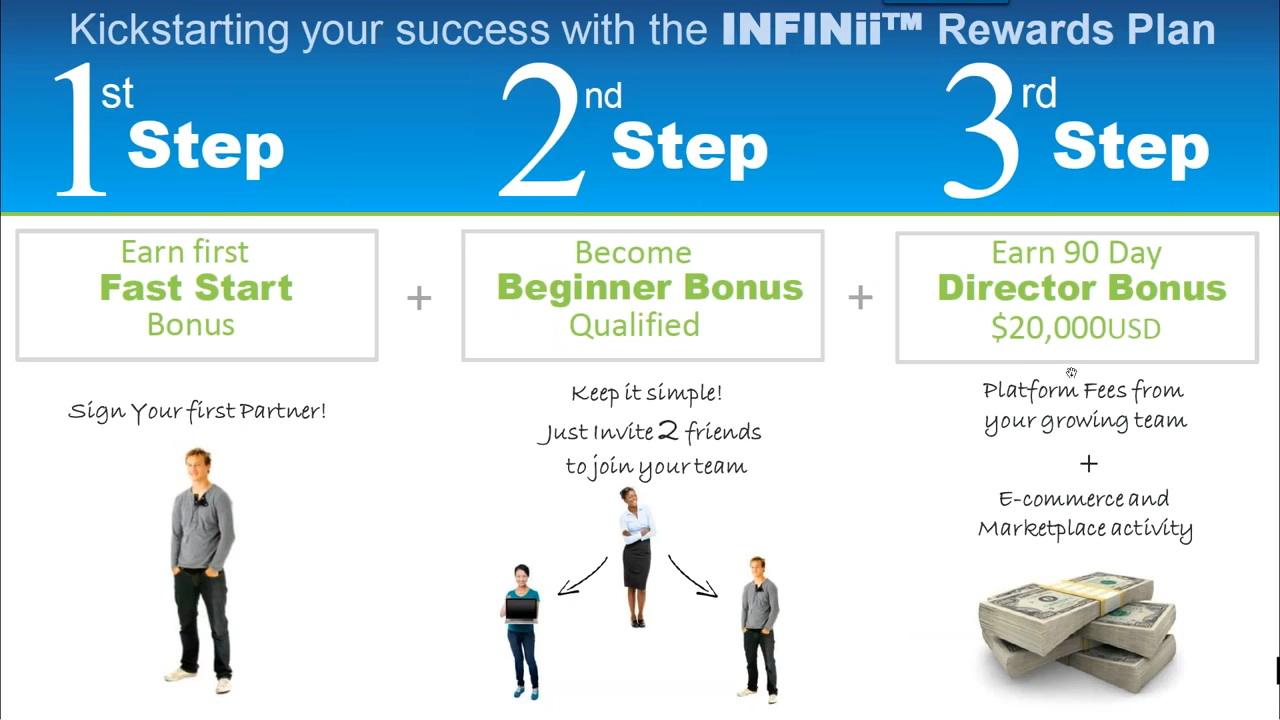 Kickstarting your success with the INFINii™ Rewards Plan
1st Step
2nd Step
3rd Step
Earn first
Fast Start
Bonus
+
Become
Beginner Bonus
Qualified
+
Earn 90 Day
Director Bonus
$20,000USD
Sign Your first Partner!
Keep it simple!
Just Invite 2 friends
to join your team
Platform Fees from
your growing team
+
E-commerce and
Marketplace activity